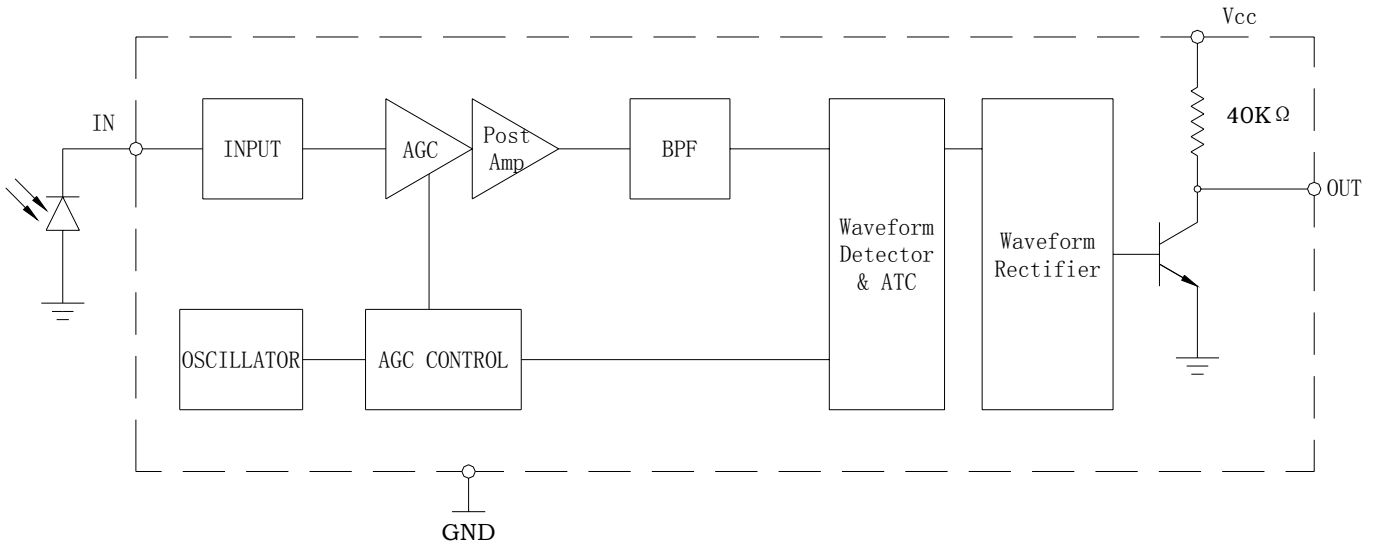 Vcc
IN
INPUT
AGC
Post
Amp
BPF
40KΩ
OUT
Waveform
Detector
& ATC
Waveform
Rectifier
OSCILLATOR
AGC CONTROL
GND